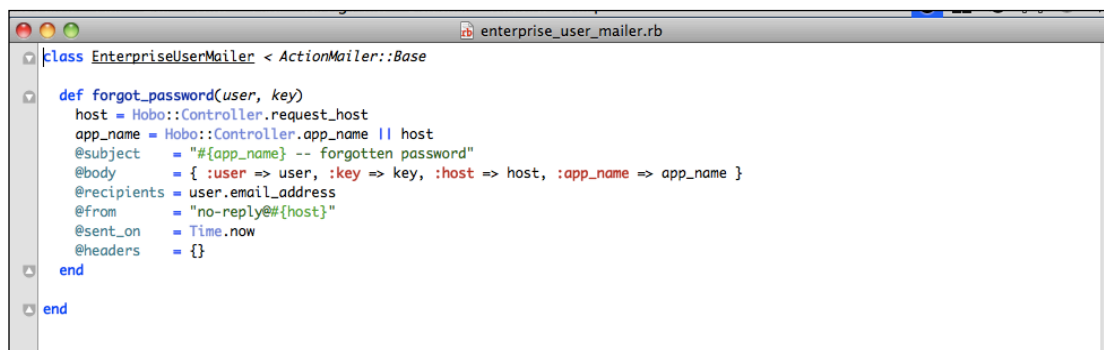 enterprise_user_mailer.rb
class EnterpriseUserMailer < ActionMailer::Base
def forgot_password(user, key)
host = Hobo::Controller.request_host
app_name = Hobo::Controller.app_name || host
@subject    = "#{app_name} -- forgotten password"
@body       = { :user => user, :key => key, :host => host, :app_name => app_name }
@recipients = user.email_address
@from       = "no-reply@#{host}"
@sent_on    = Time.now
@headers    = {}
end
end